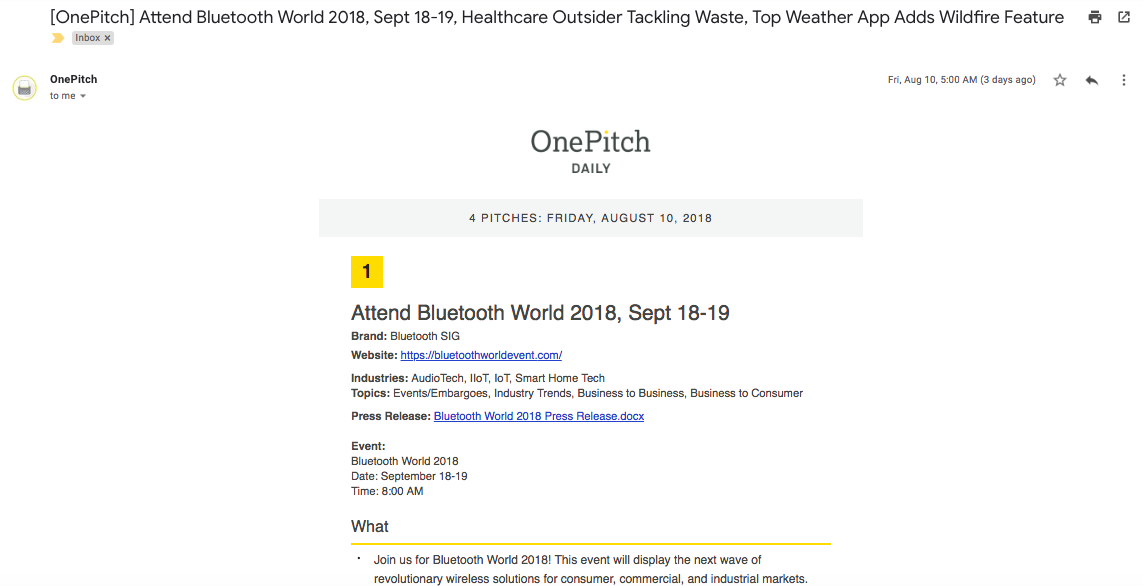 [OnePitch] Attend Bluetooth World 2018, Sept 18-19, Healthcare Outsider Tackling Waste, Top Weather App Adds Wildfire Feature
Inbox ×
OnePitch
Fri, Aug 10, 5:00 AM (3 days ago)
to me
OnePitch
DAILY
4 PITCHES: FRIDAY, AUGUST 10, 2018
1
Attend Bluetooth World 2018, Sept 18-19
Brand: Bluetooth SIG
Website: https://bluetoothworldevent.com/
Industries: AudioTech, IIoT, IoT, Smart Home Tech
Topics: Events/Embargoes, Industry Trends, Business to Business, Business to Consumer
Press Release: Bluetooth World 2018 Press Release.docx
Event:
Bluetooth World 2018
Date: September 18-19
Time: 8:00 AM
What
· Join us for Bluetooth World 2018! This event will display the next wave of
revolutionary wireless solutions for consumer, commercial, and industrial markets.